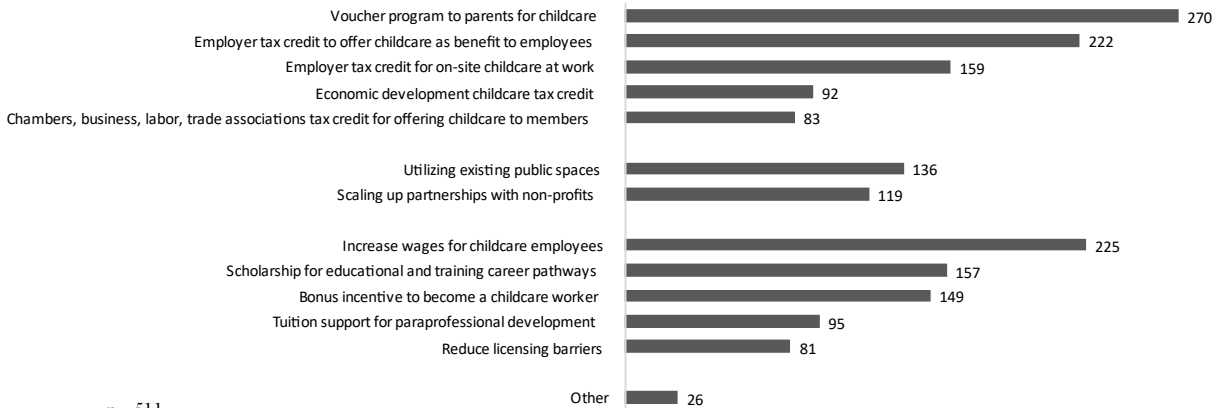 Voucher program to parents for childcare 270
Employer tax credit to offer childcare as benefit to employees 222
Employer tax credit for on-site childcare at work 159
Economic development childcare tax credit 92
Chambers, business, labor, trade associations tax credit for offering childcare to members 83
Utilizing existing public spaces 136
Scaling up partnerships with non-profits 119
Increase wages for childcare employees 225
Scholarship for educational and training career pathways 157
Bonus incentive to become a childcare worker 149
Tuition support for paraprofessional development 95
Reduce licensing barriers 81
Other 26